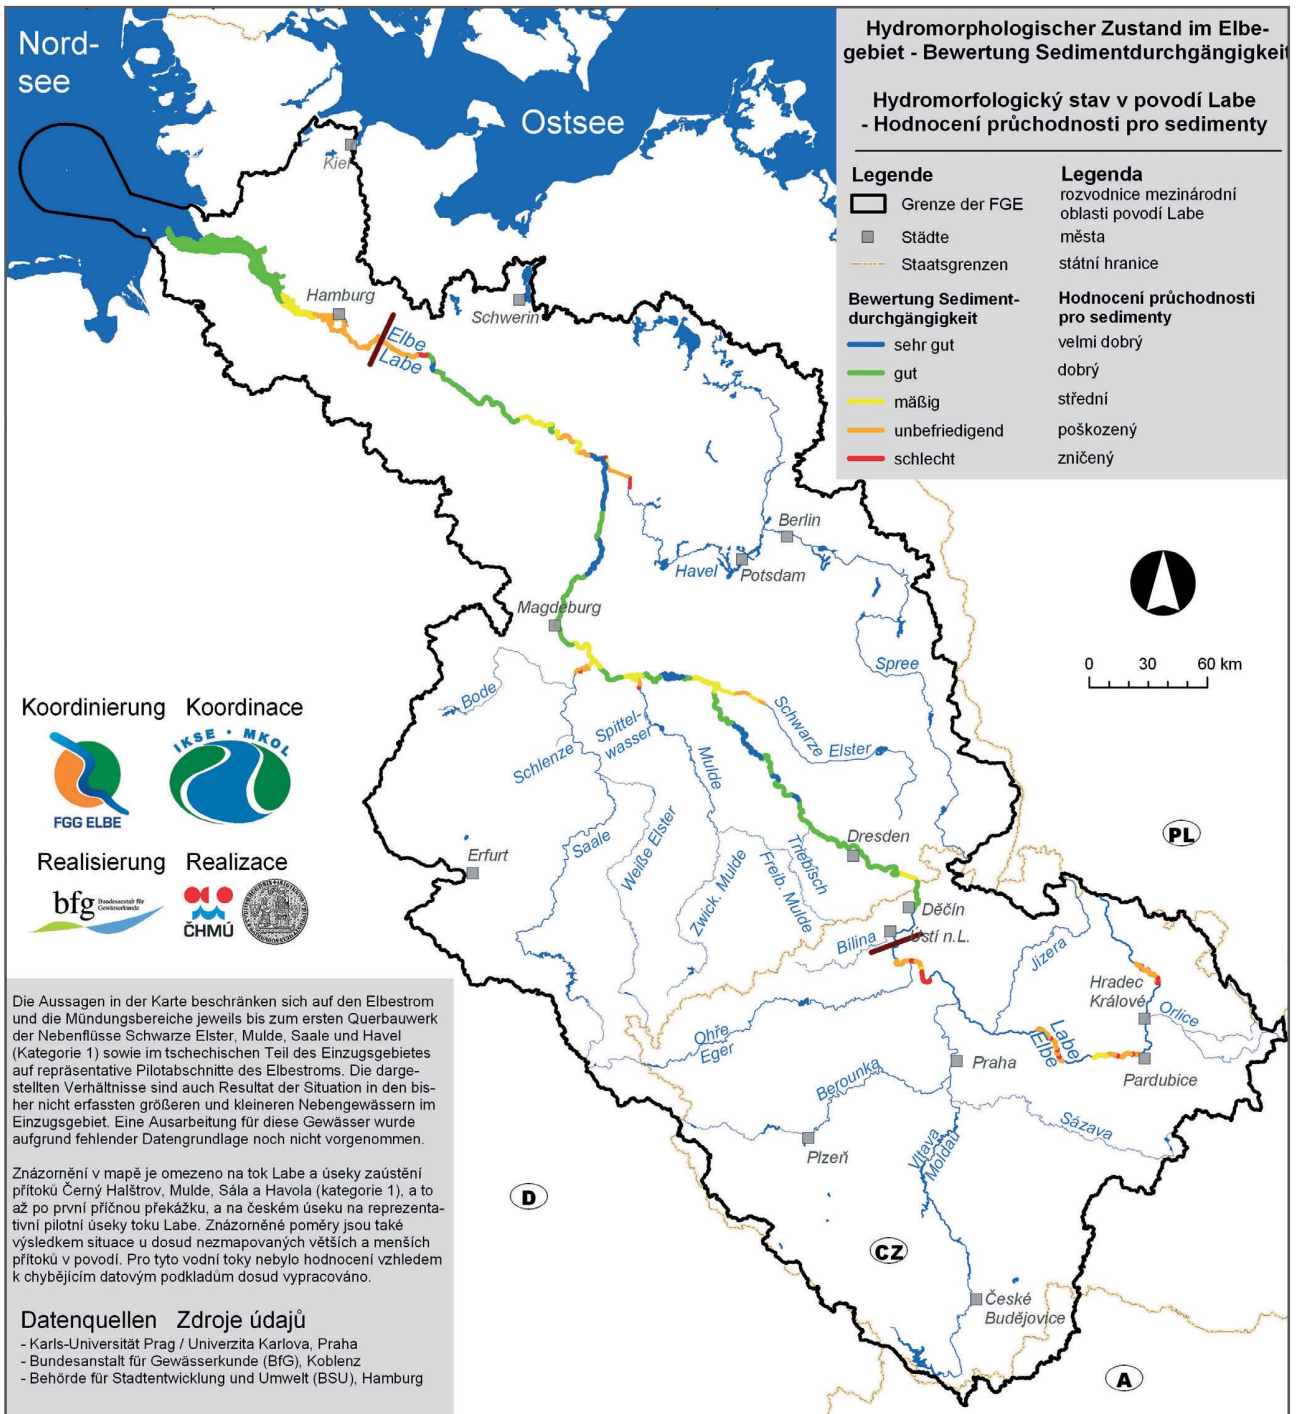 Nord-
see
Ostsee
Hydromorphologischer Zustand im Elbe-
gebiet - Bewertung Sedimentdurchgängigkeit
Hydromorfologický stav v povodí Labe
- Hodnocení průchodnosti pro sedimenty
Legende
Legenda
Grenze der FGE
rozvodnice mezinárodní
oblasti povodí Labe
Städte
města
Staatsgrenzen
státní hranice
Bewertung Sediment-
durchgängigkeit
Hodnocení průchodnosti
pro sedimenty
sehr gut
velmi dobrý
gut
dobrý
mäßig
střední
unbefriedigend
poškozený
schlecht
zničený
Kiel
Hamburg
Schwerin
Elbe
Labe
Berlin
Havel
Potsdam
Magdeburg
0 30 60 km
Spree
Bode
Schwarze
Elster
Spittel-
wasser
Schlenze
Mulde
Koordinierung Koordinace
FGG ELBE
IKSE • MKOL
Realisierung Realizace
bfg Bundesanstalt für
Gewässerkunde
ČHMÚ
Erfurt
Saale
Weiße Elster
Zwick. Mulde
Freib. Mulde
Triebisch
Dresden
PL
Děčín
Ústí n.L.
Bílina
Jizera
Hradec
Králové
Orlice
Ohře
Eger
Labe
Elbe
Praha
Pardubice
Berounka
Sázava
Plzeň
Vltava
Moldau
D
CZ
České
Budějovice
A
Die Aussagen in der Karte beschränken sich auf den Elbestrom
und die Mündungsbereiche jeweils bis zum ersten Querbauwerk
der Nebenflüsse Schwarze Elster, Mulde, Saale und Havel
(Kategorie 1) sowie im tschechischen Teil des Einzugsgebietes
auf repräsentative Pilotabschnitte des Elbestroms. Die darge-
stellten Verhältnisse sind auch Resultat der Situation in den bis-
her nicht erfassten größeren und kleineren Nebengewässern im
Einzugsgebiet. Eine Ausarbeitung für diese Gewässer wurde
aufgrund fehlender Datengrundlage noch nicht vorgenommen.
Znázornění v mapě je omezeno na tok Labe a úseky zaústění
přítoků Černý Halštrov, Mulde, Sála a Havola (kategorie 1), a to
až po první příčnou překážku, a na českém úseku na reprezenta-
tivní pilotní úseky toku Labe. Znázorněné poměry jsou také
výsledkem situace u dosud nezmapovaných větších a menších
přítoků v povodí. Pro tyto vodní toky nebylo hodnocení vzhledem
k chybějícím datovým podkladům dosud vypracováno.
Datenquellen Zdroje údajů
- Karls-Universität Prag / Univerzita Karlova, Praha
- Bundesanstalt für Gewässerkunde (BfG), Koblenz
- Behörde für Stadtentwicklung und Umwelt (BSU), Hamburg